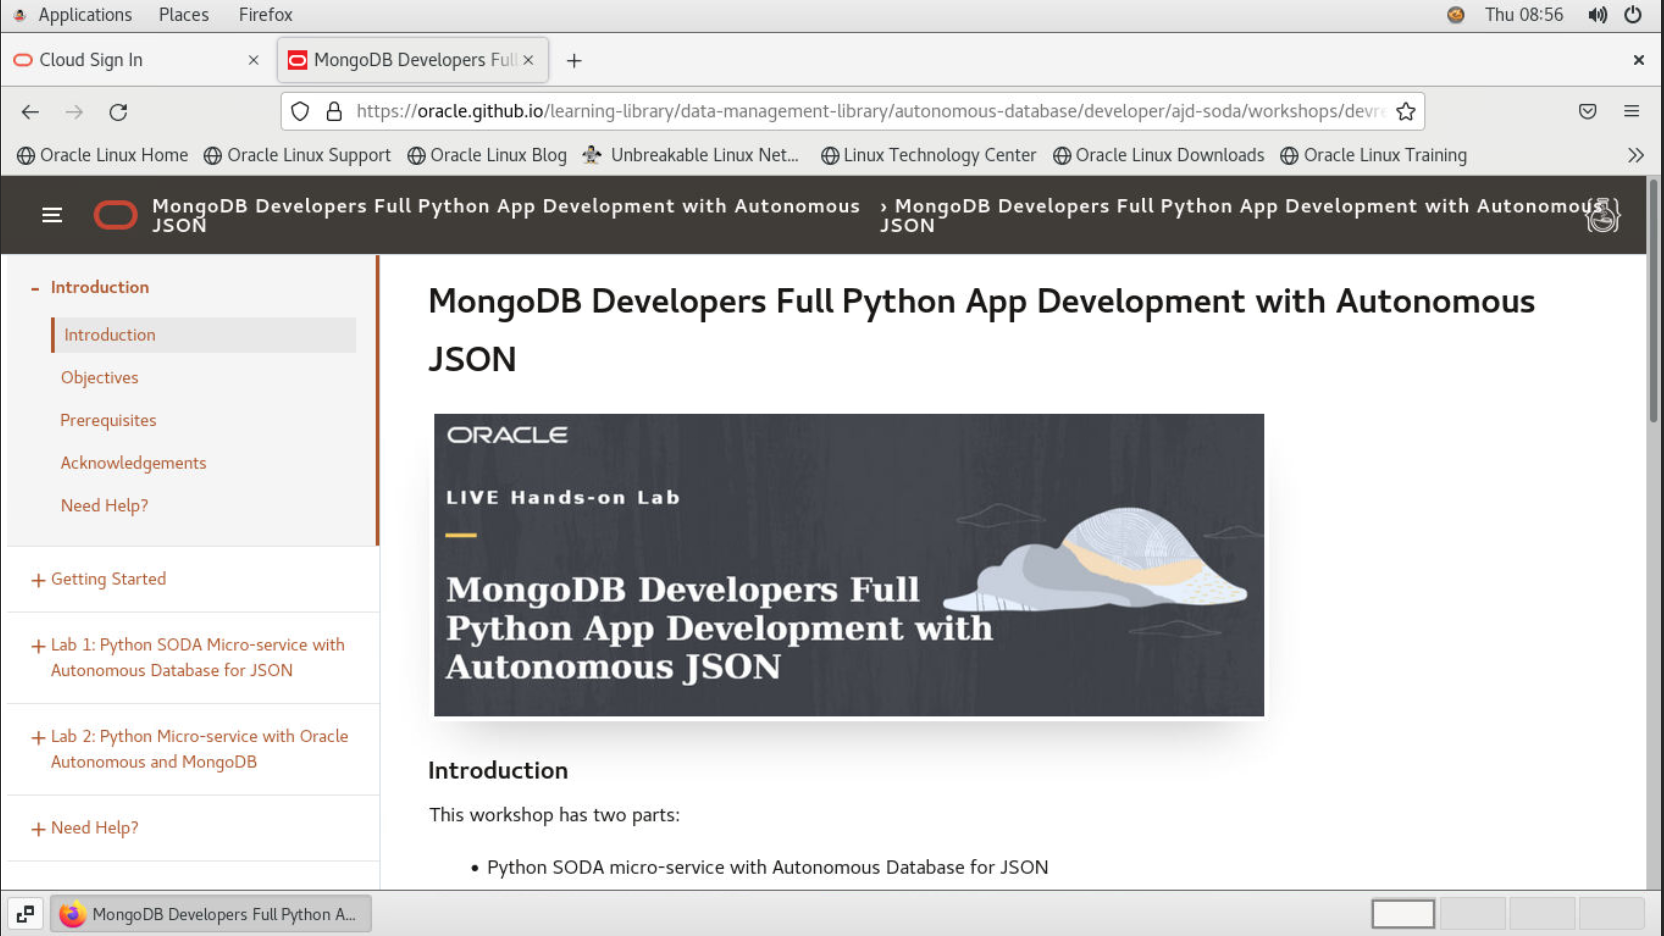 Applications Places Firefox Thu 08:56
Cloud Sign In
MongoDB Developers Full
https://oracle.github.io/learning-library/data-management-library/autonomous-database/developer/ajd-soda/workshops/devre
Oracle Linux Home Oracle Linux Support Oracle Linux Blog Unbreakable Linux Net... Linux Technology Center Oracle Linux Downloads Oracle Linux Training
MongoDB Developers Full Python App Development with Autonomous
JSON
› MongoDB Developers Full Python App Development with Autonomous
JSON
- Introduction
Introduction
Objectives
Prerequisites
Acknowledgements
Need Help?
+ Getting Started
+ Lab 1: Python SODA Micro-service with
Autonomous Database for JSON
+ Lab 2: Python Micro-service with Oracle
Autonomous and MongoDB
+ Need Help?
MongoDB Developers Full Python App Development with Autonomous
JSON
ORACLE
LIVE Hands-on Lab
MongoDB Developers Full
Python App Development with
Autonomous JSON
Introduction
This workshop has two parts:
• Python SODA micro-service with Autonomous Database for JSON
MongoDB Developers Full Python A...